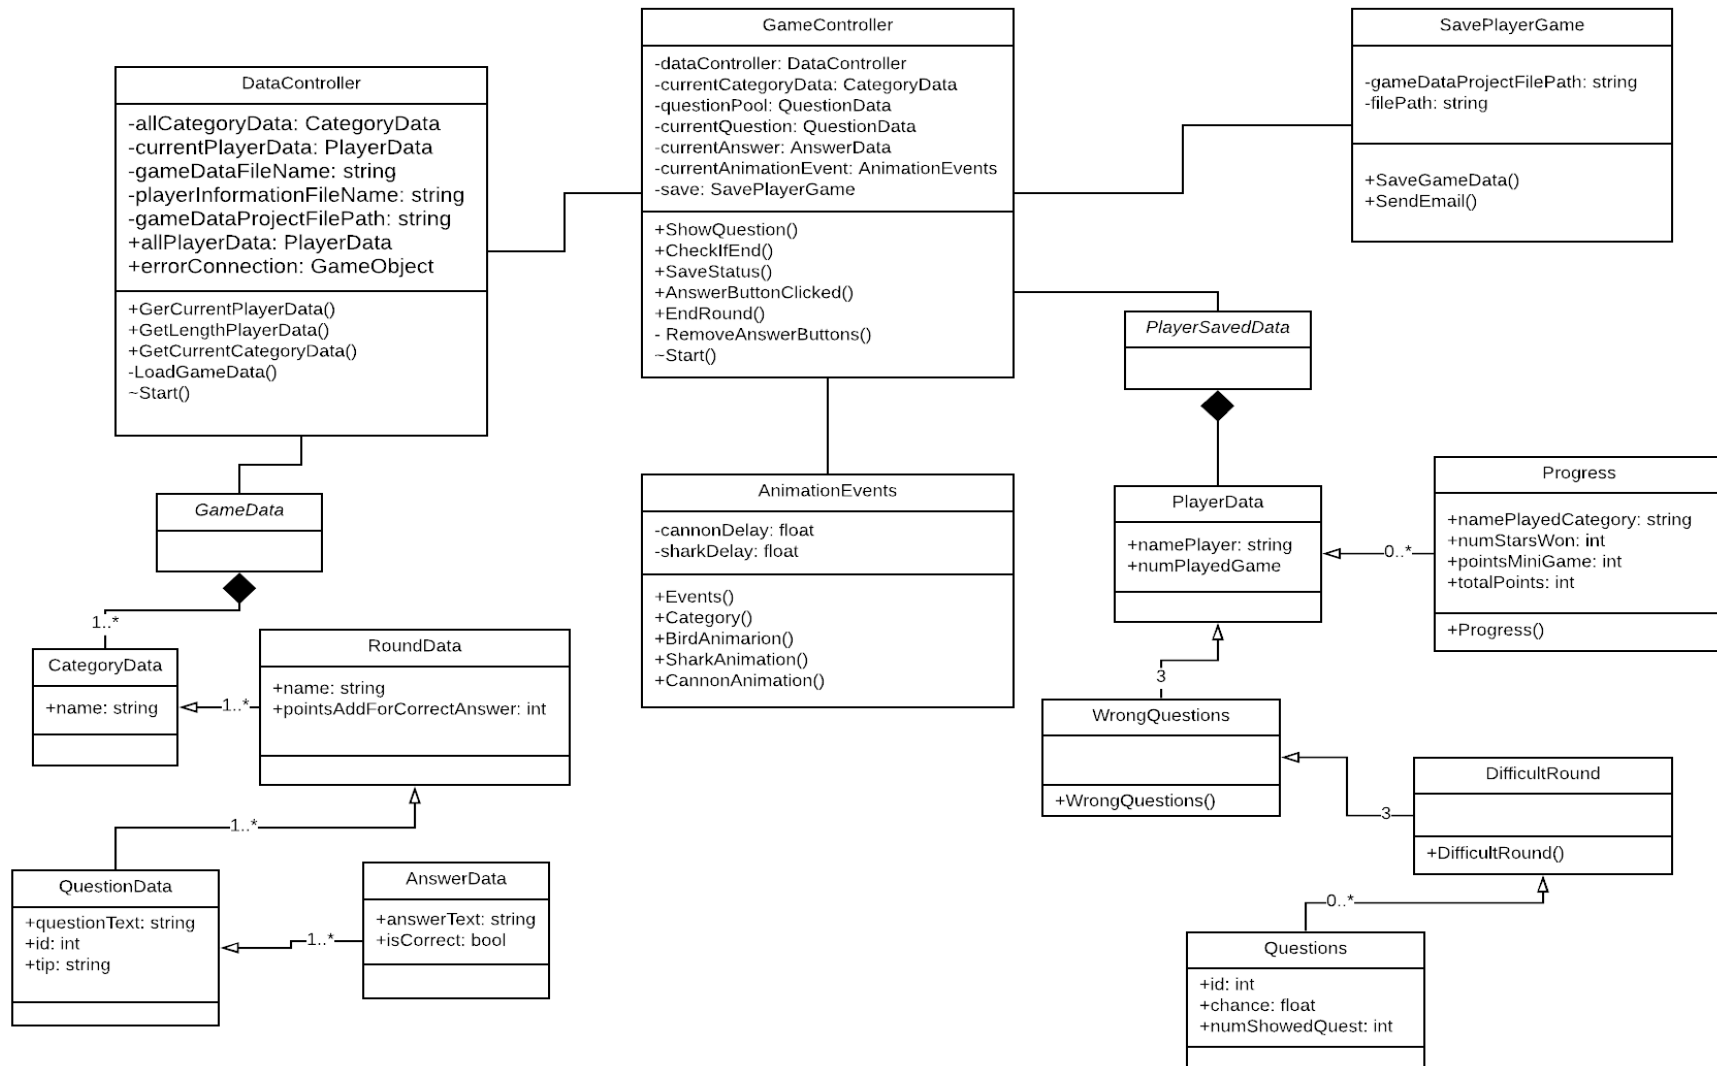 DataController
-allCategoryData: CategoryData
-currentPlayerData: PlayerData
-gameDataFileName: string
-playerInformationFileName: string
-gameDataProjectFilePath: string
+allPlayerData: PlayerData
+errorConnection: GameObject
+GerCurrentPlayerData()
+GetLengthPlayerData()
+GetCurrentCategoryData()
-LoadGameData()
~Start()
GameController
-dataController: DataController
-currentCategoryData: CategoryData
-questionPool: QuestionData
-currentQuestion: QuestionData
-currentAnswer: AnswerData
-currentAnimationEvent: AnimationEvents
-save: SavePlayerGame
+ShowQuestion()
+CheckIfEnd()
+SaveStatus()
+AnswerButtonClicked()
+EndRound()
- RemoveAnswerButtons()
~Start()
SavePlayerGame
-gameDataProjectFilePath: string
-filePath: string
+SaveGameData()
+SendEmail()
PlayerSavedData
GameData
1..*
CategoryData
+name: string
1..*
RoundData
+name: string
+pointsAddForCorrectAnswer: int
1..*
QuestionData
+questionText: string
+id: int
+tip: string
1..*
AnswerData
+answerText: string
+isCorrect: bool
AnimationEvents
-cannonDelay: float
-sharkDelay: float
+Events()
+Category()
+BirdAnimarion()
+SharkAnimation()
+CannonAnimation()
PlayerData
+namePlayer: string
+numPlayedGame
0..*
Progress
+namePlayedCategory: string
+numStarsWon: int
+pointsMiniGame: int
+totalPoints: int
+Progress()
3
WrongQuestions
+WrongQuestions()
3
DifficultRound
+DifficultRound()
0..*
Questions
+id: int
+chance: float
+numShowedQuest: int